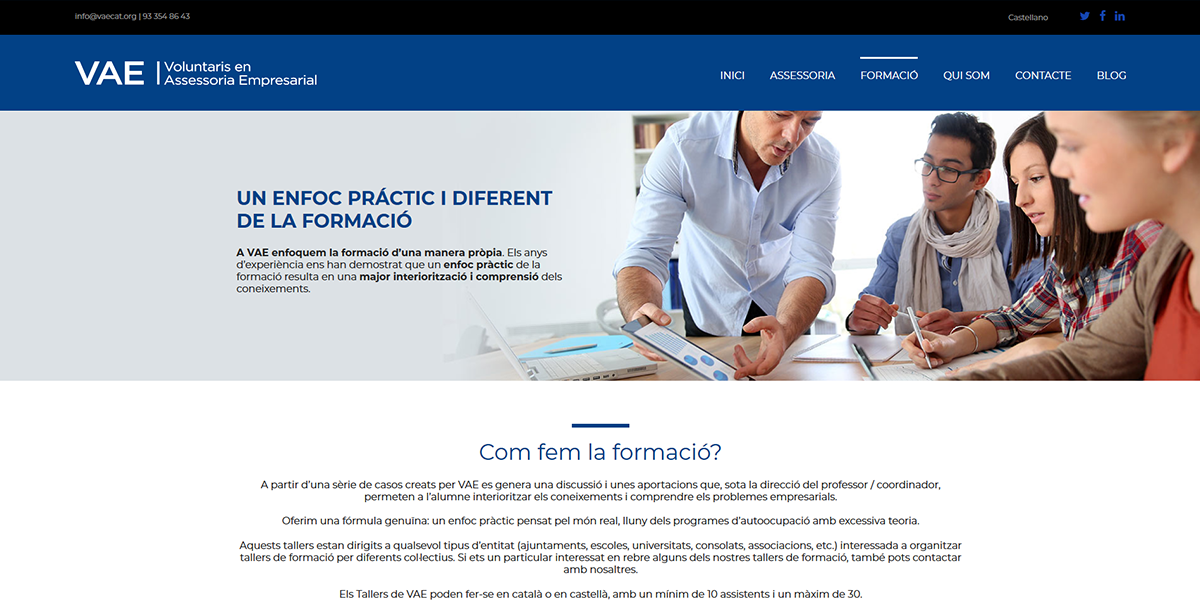 info@vaecat.org | 93 354 86 43
Castellano
VAE | Voluntaris en
Assessoria Empresarial
INICI ASSESSORIA FORMACIÓ QUI SOM CONTACTE BLOG
UN ENFOC PRÁCTIC I DIFERENT
DE LA FORMACIÓ
A VAE enfoquem la formació d'una manera pròpia. Els anys
d'experiència ens han demostrat que un enfoc pràctic de la
formació resulta en una major interiorització i comprensió dels
coneixements.
Com fem la formació?
A partir d'una sèrie de casos creats per VAE es genera una discussió i unes aportacions que, sota la direcció del professor / coordinador,
permeten a l'alumne interioritzar els coneixements i comprendre els problemes empresarials.
Oferim una fórmula genuïna: un enfoc pràctic pensat pel món real, lluny dels programes d'autoocupació amb excessiva teoria.
Aquests tallers estan dirigits a qualsevol tipus d'entitat (ajuntaments, escoles, universitats, consolats, associacions, etc.) interessada a organitzar
tallers de formació per diferents col·lectius. Si ets un particular interessat en rebre alguns dels nostres tallers de formació, també pots contactar
amb nosaltres.
Els Tallers de VAE poden fer-se en català o en castellà, amb un mínim de 10 assistents i un màxim de 30.